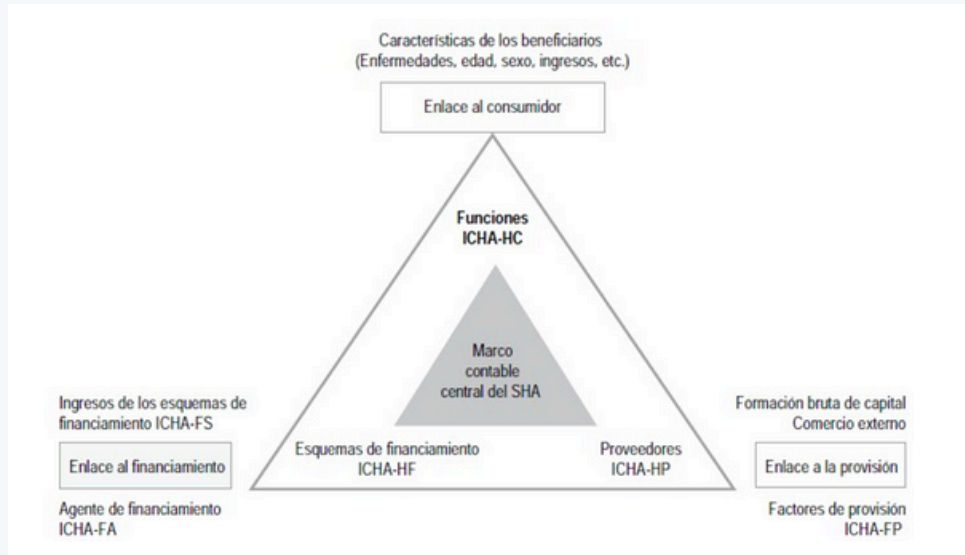 Características de los beneficiarios
(Enfermedades, edad, sexo, ingresos, etc.)
Enlace al consumidor
Funciones
ICHA-HC
Marco
contable
central del SHA
Ingresos de los esquemas de
financiamiento ICHA-FS
Enlace al financiamiento
Agente de financiamiento
ICHA-FA
Esquemas de financiamiento
ICHA-HF
Proveedores
ICHA-HP
Formación bruta de capital
Comercio externo
Enlace a la provisión
Factores de provisión
ICHA-FP